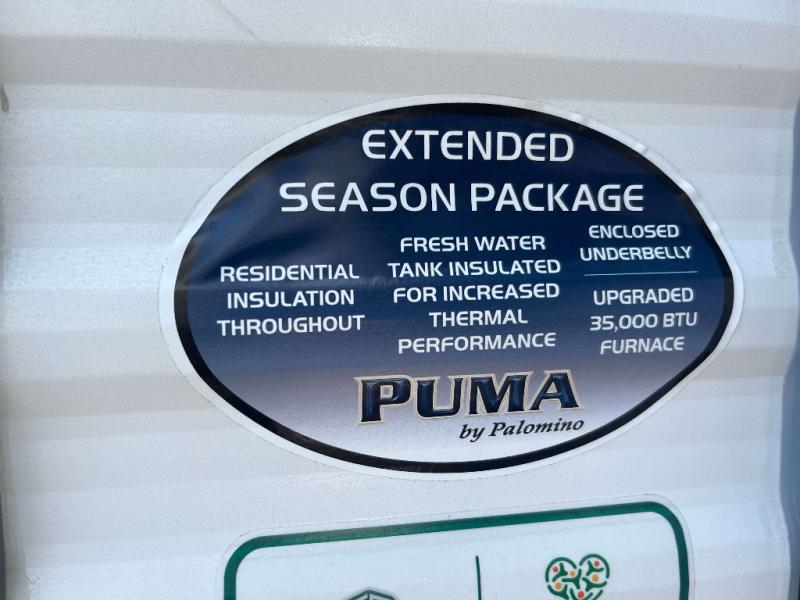 EXTENDED
SEASON PACKAGE
RESIDENTIAL
INSULATION
THROUGHOUT
FRESH WATER
TANK INSULATED
FOR INCREASED
THERMAL
PERFORMANCE
ENCLOSED
UNDERBELLY
UPGRADED
35,000 BTU
FURNACE
PUMA
by Palomino